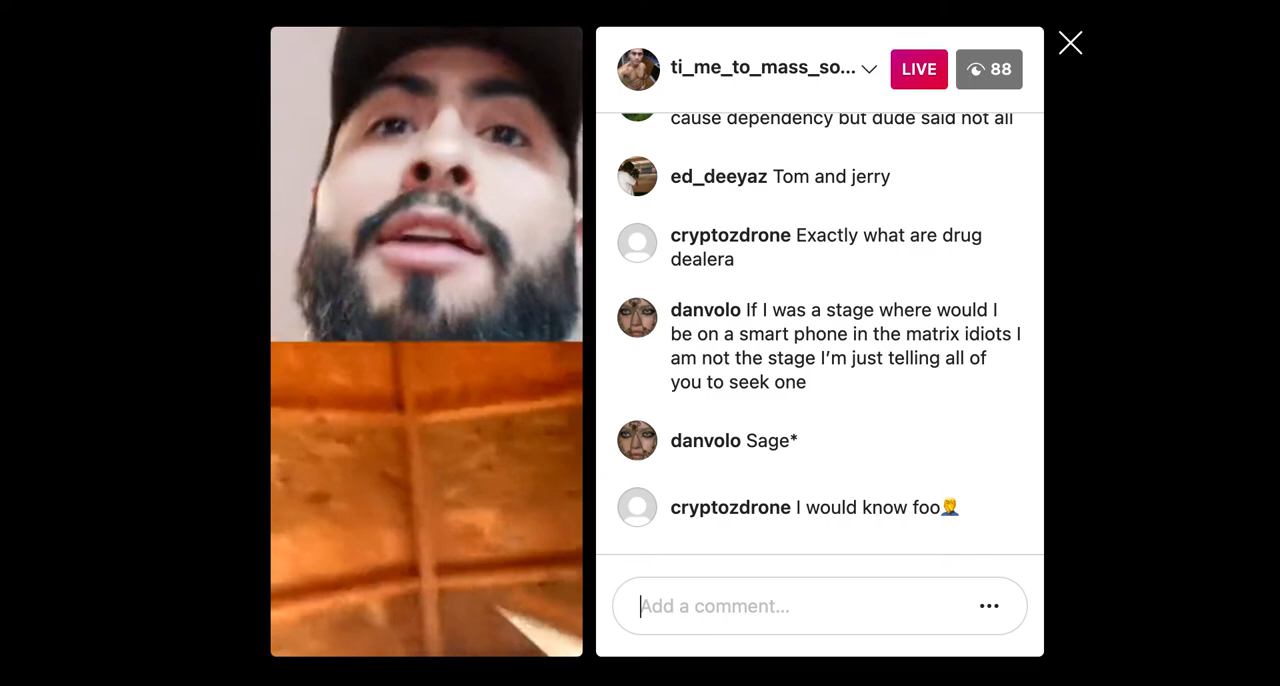 ti_me_to_mass_so...
LIVE
88
cause dependency but dude said not all
ed_deeyaz Tom and jerry
cryptozdrone Exactly what are drug
dealera
danvolo If I was a stage where would I
be on a smart phone in the matrix idiots I
am not the stage I'm just telling all of
you to seek one
danvolo Sage*
cryptozdrone I would know foo🤦
Add a comment...